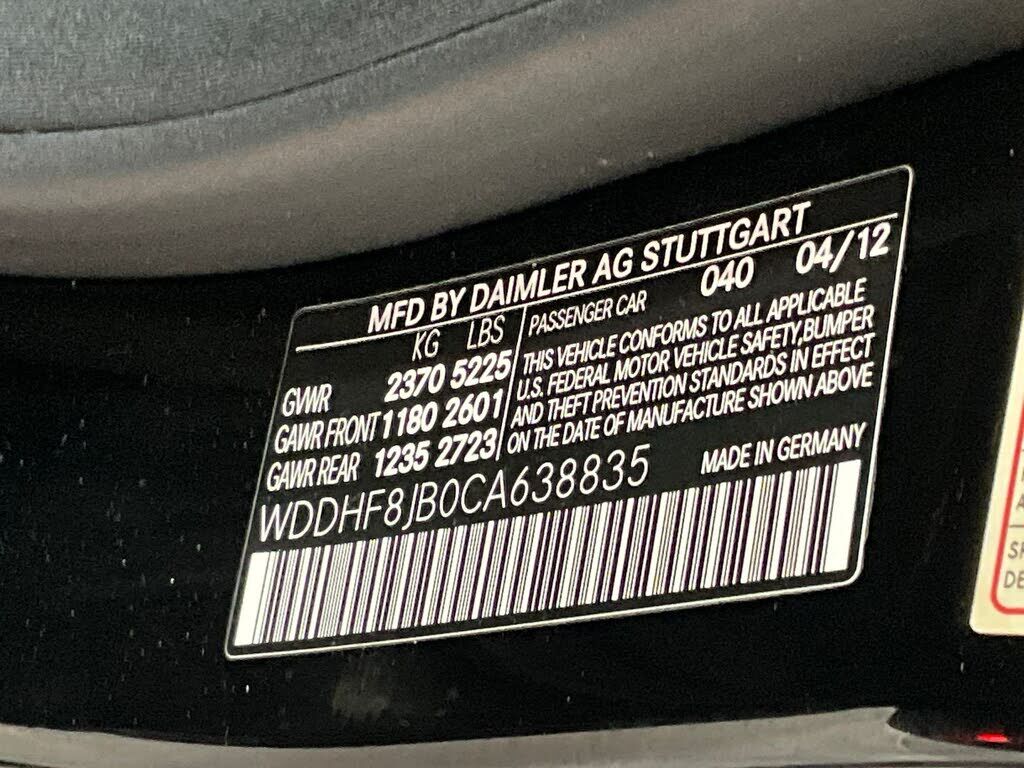 MFD BY DAIMLER AG STUTTGART
KG LBS
GVWR 2370 5225
GAWR FRONT 1180 2601
GAWR REAR 1235 2723
PASSENGER CAR 040 04/12
THIS VEHICLE CONFORMS TO ALL APPLICABLE
U.S. FEDERAL MOTOR VEHICLE SAFETY,BUMPER
AND THEFT PREVENTION STANDARDS IN EFFECT
ON THE DATE OF MANUFACTURE SHOWN ABOVE
WDDHF8JB0CA638835 MADE IN GERMANY